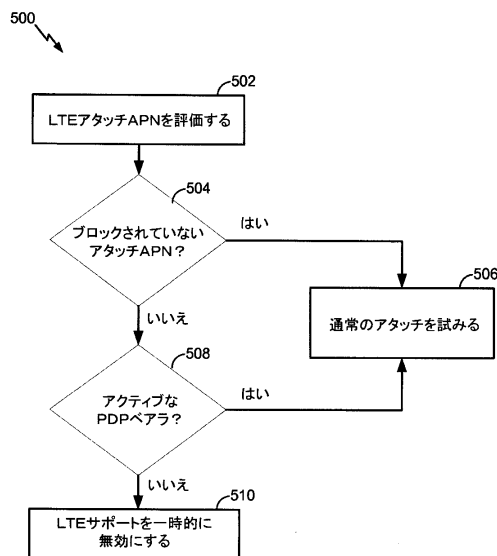 500
502
LTEアタッチAPNを評価する
504
ブロックされていない
アタッチAPN？
はい
506
通常のアタッチを試みる
いいえ
508
アクティブな
PDPベアラ？
はい
いいえ
510
LTEサポートを一時的に
無効にする